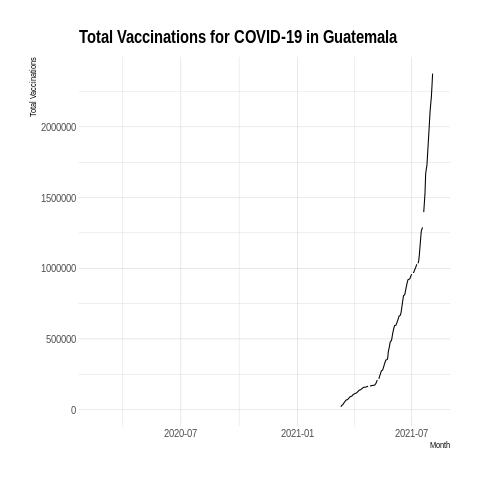 Total Vaccinations for COVID-19 in Guatemala
Total Vaccinations
2000000
1500000
1000000
500000
0
2020-07
2021-01
2021-07
Month